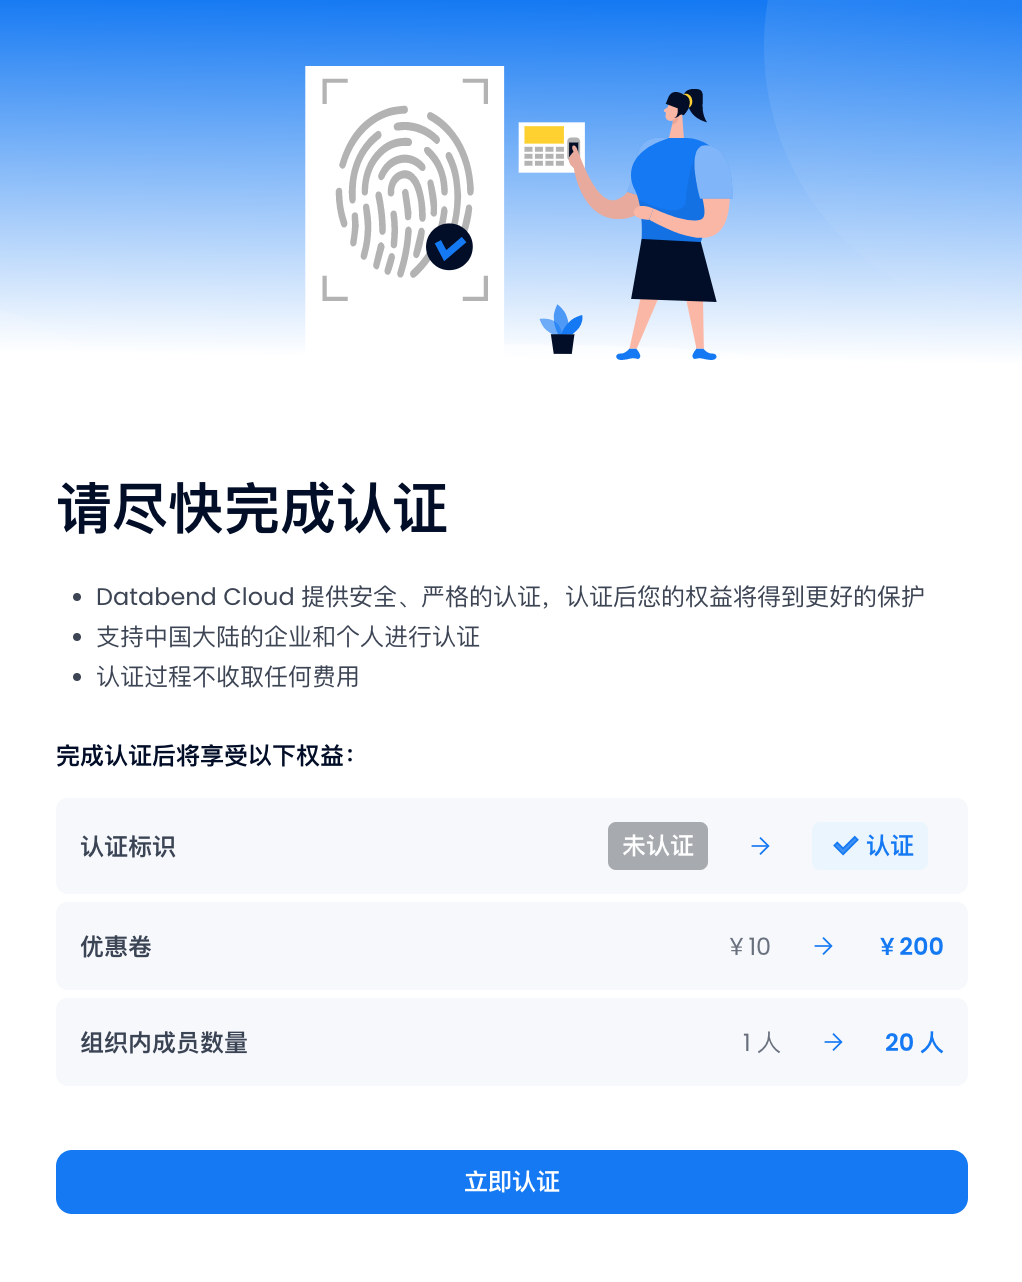 请尽快完成认证
Databend Cloud 提供安全、严格的认证，认证后您的权益将得到更好的保护
支持中国大陆的企业和个人进行认证
认证过程不收取任何费用
完成认证后将享受以下权益：
认证标识 未认证 → 认证
优惠卷 ¥10 → ¥200
组织内成员数量 1 人 → 20 人
立即认证